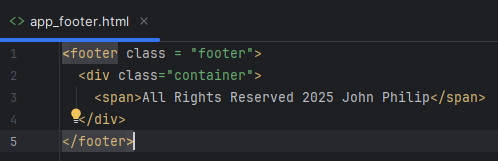 <> app_footer.html ×
1 <footer class = "footer">
2   <div class="container">
3     <span>All Rights Reserved 2025 John Philip</span>
4   </div>
5 </footer>